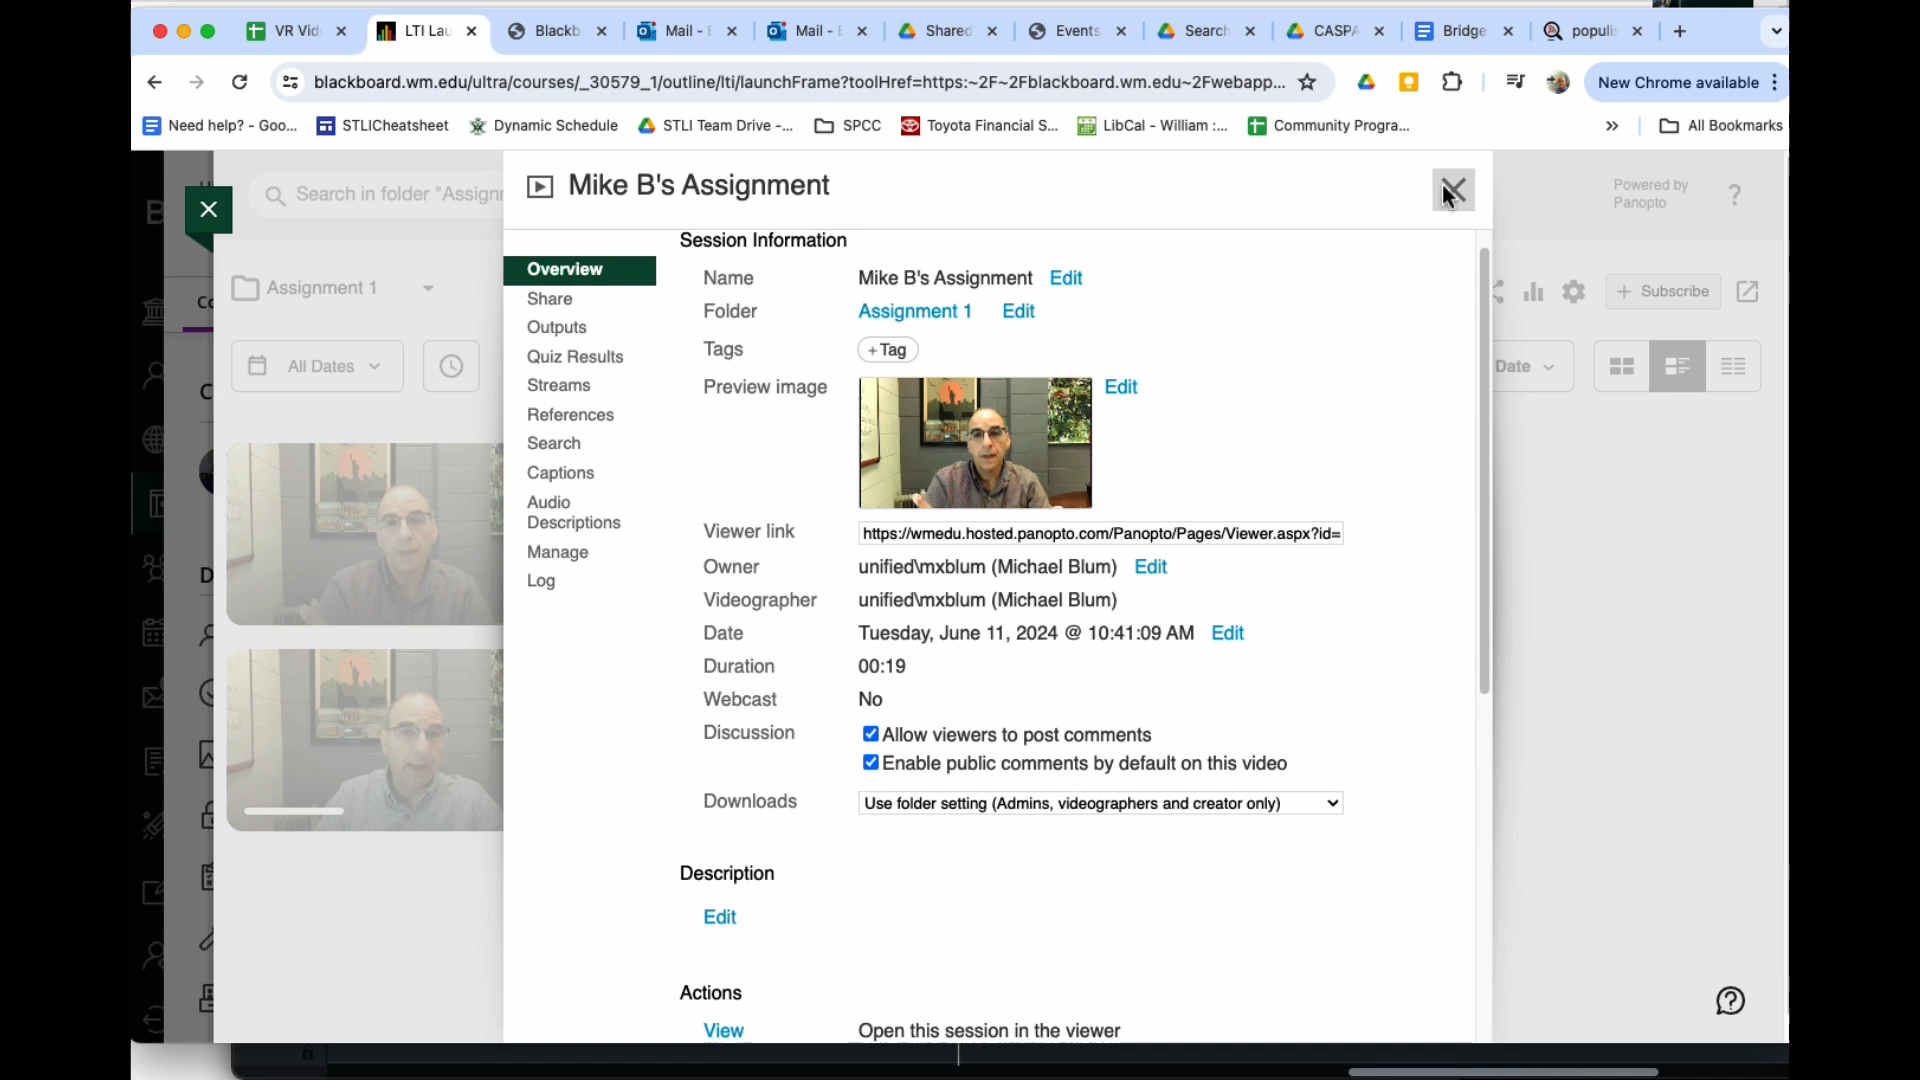 VR Vid
LTI Lau
Blackb
Mail - E
Mail - E
Shared
Events
Search
CASPA
Bridge
populi
blackboard.wm.edu/ultra/courses/_30579_1/outline/lti/launchFrame?toolHref=https:~2F~2Fblackboard.wm.edu~2Fwebapp...
New Chrome available
Need help? - Goo...
STLICheatsheet
Dynamic Schedule
STLI Team Drive -...
SPCC
Toyota Financial S...
LibCal - William :...
Community Progra...
All Bookmarks
Search in folder "Assignm
Mike B's Assignment
Powered by
Panopto
Assignment 1
Subscribe
All Dates
Date
Overview
Share
Outputs
Quiz Results
Streams
References
Search
Captions
Audio
Descriptions
Manage
Log
Session Information
Name Mike B's Assignment Edit
Folder Assignment 1 Edit
Tags + Tag
Preview image Edit
Viewer link https://wmedu.hosted.panopto.com/Panopto/Pages/Viewer.aspx?id=
Owner unified\mxblum (Michael Blum) Edit
Videographer unified\mxblum (Michael Blum)
Date Tuesday, June 11, 2024 @ 10:41:09 AM Edit
Duration 00:19
Webcast No
Discussion Allow viewers to post comments
Enable public comments by default on this video
Downloads Use folder setting (Admins, videographers and creator only)
Description
Edit
Actions
View Open this session in the viewer